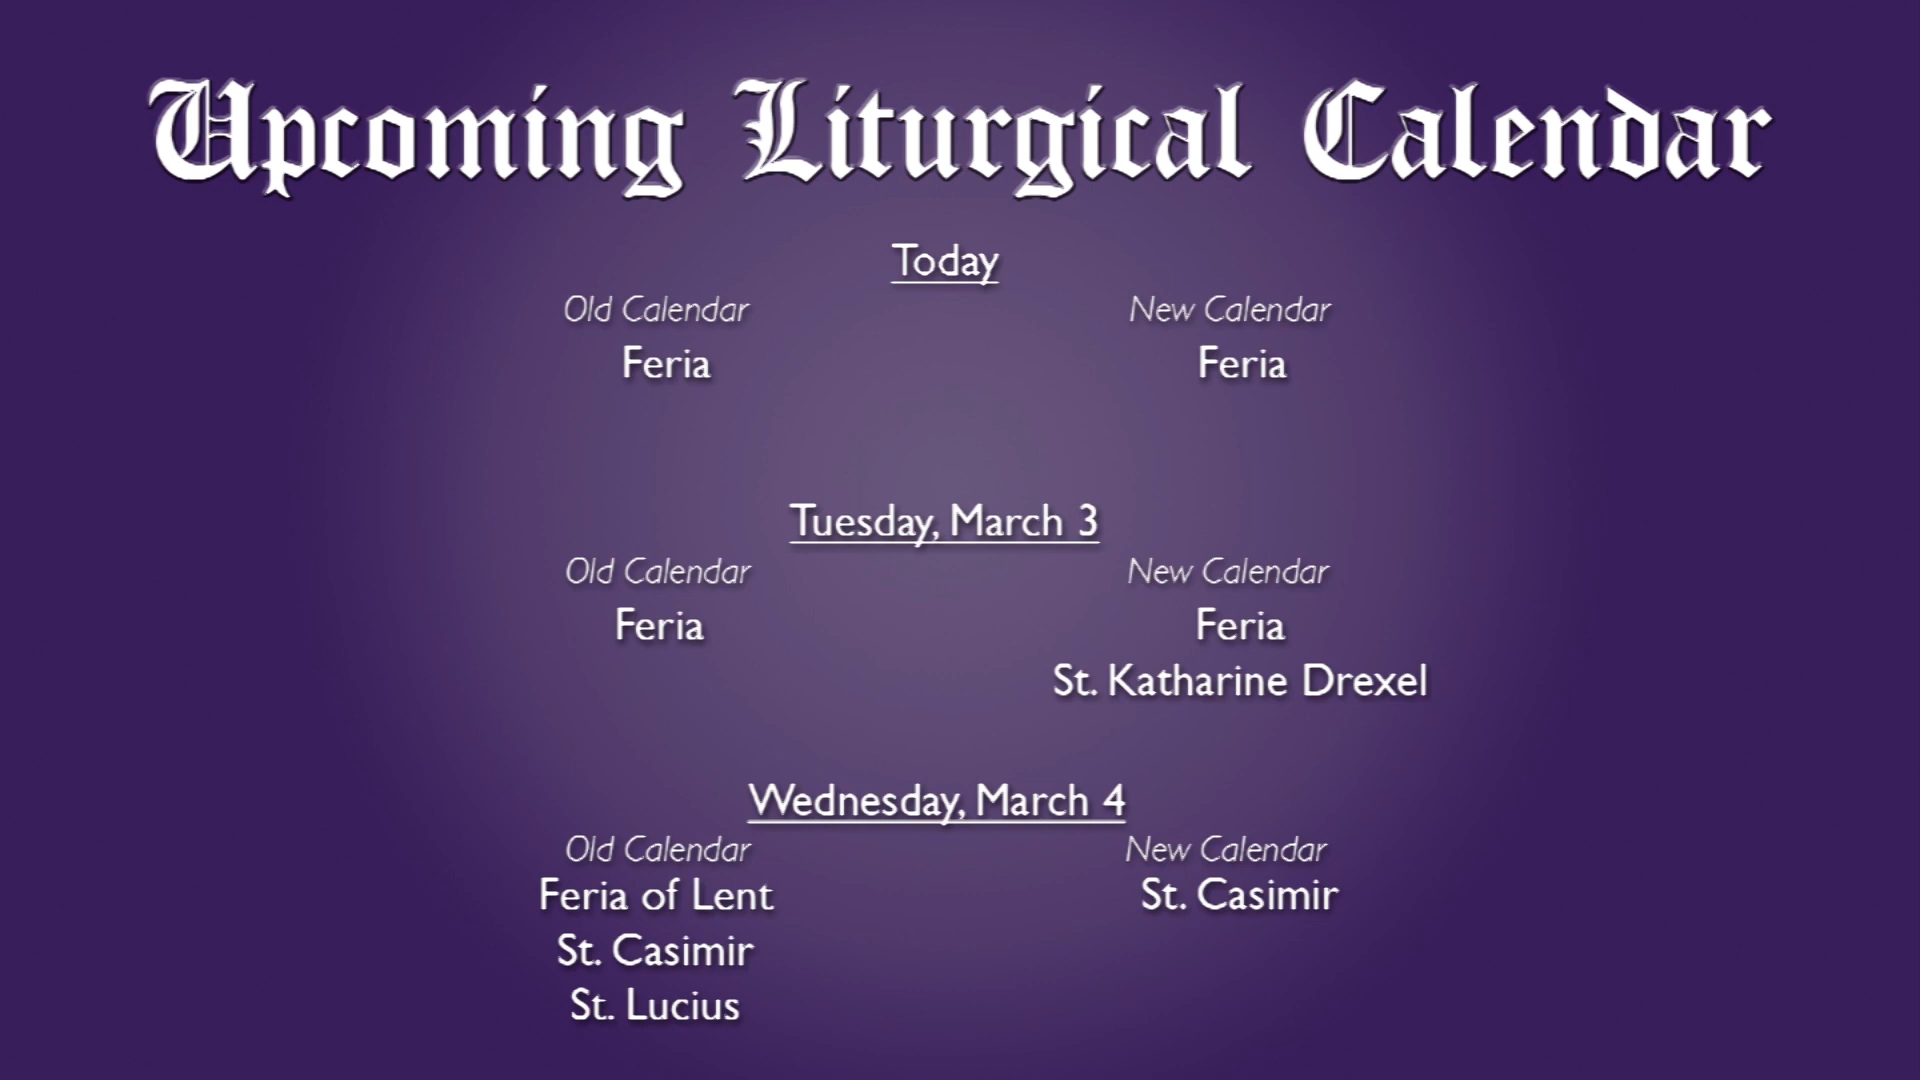 Upcoming Liturgical Calendar
Today
Old Calendar
New Calendar
Feria
Feria
Tuesday, March 3
Old Calendar
New Calendar
Feria
Feria
St. Katharine Drexel
Wednesday, March 4
Old Calendar
New Calendar
Feria of Lent
St. Casimir
St. Casimir
St. Lucius